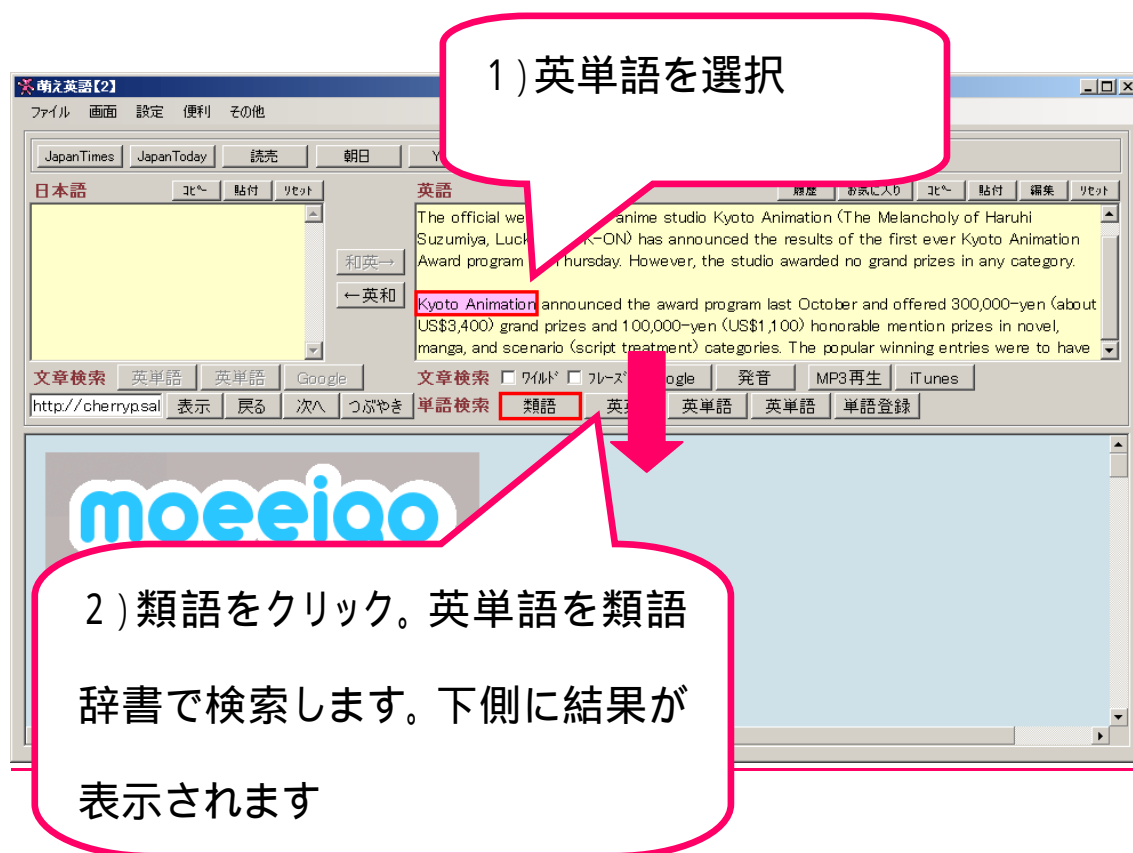 1)英単語を選択
萌え英語【2】
ファイル 画面 設定 便利 その他
JapanTimes JapanToday 読売 朝日
日本語 コピー 貼付 リセット 英語 履歴 お気に入り コピー 貼付 編集 リセット
The official anime studio Kyoto Animation (The Melancholy of Haruhi
Suzumiya, K-ON) has announced the results of the first ever Kyoto Animation
Award program However, the studio awarded no grand prizes in any category.
和英→
←英和
Kyoto Animation announced the award program last October and offered 300,000-yen (about
US$3,400) grand prizes and 100,000-yen (US$1,100) honorable mention prizes in novel,
manga, and scenario (script treatment) categories. The popular winning entries were to have
文章検索 英単語 英単語 Google 文章検索 ワイルド 発音 MP3再生 iTunes
http://cherrypsal 表示 戻る 次へ つぶやき 単語検索 類語 英単語 英単語 単語登録
moeeigo
2)類語をクリック。英単語を類語
辞書で検索します。下側に結果が
表示されます